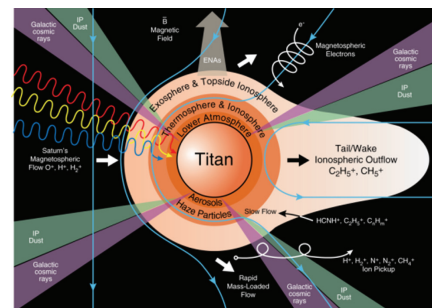 Galactic
cosmic
rays
IP
Dust
B
Magnetic
Field
ENAs
e-
Magnetospheric
Electrons
IP
Dust
Galactic
cosmic
rays
Exosphere & Topside Ionosphere
Thermosphere & Ionosphere
Lower Atmosphere
Titan
Aerosols
Haze Particles
Saturn's
Magnetospheric
Flow O⁺, H⁺, H₂⁺
Tail/Wake
Ionospheric Outflow
C₂H₅⁺, CH₅⁺
Slow Flow
HCNH⁺, C₂H₅⁺, CₙHₘ⁺
IP
Dust
Galactic
cosmic
rays
Rapid
Mass-Loaded
Flow
H⁺, H₂⁺, N⁺, N₂⁺, CH₄⁺
Ion Pickup
IP
Dust
Galactic
cosmic
rays